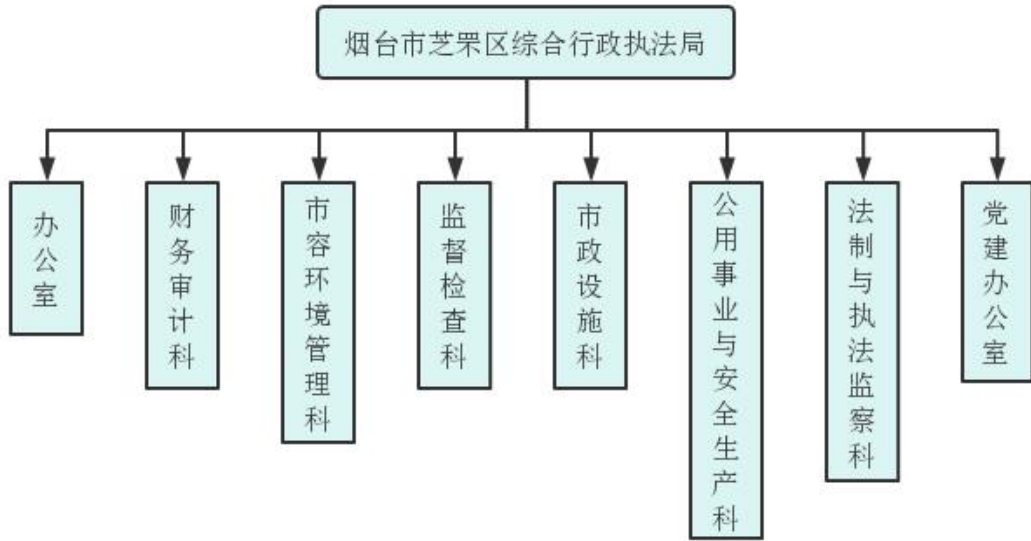 烟台市芝罘区综合行政执法局
办公室
财务审计科
市容环境管理科
监督检查科
市政设施科
公用事业与安全生产科
法制与执法监察科
党建办公室